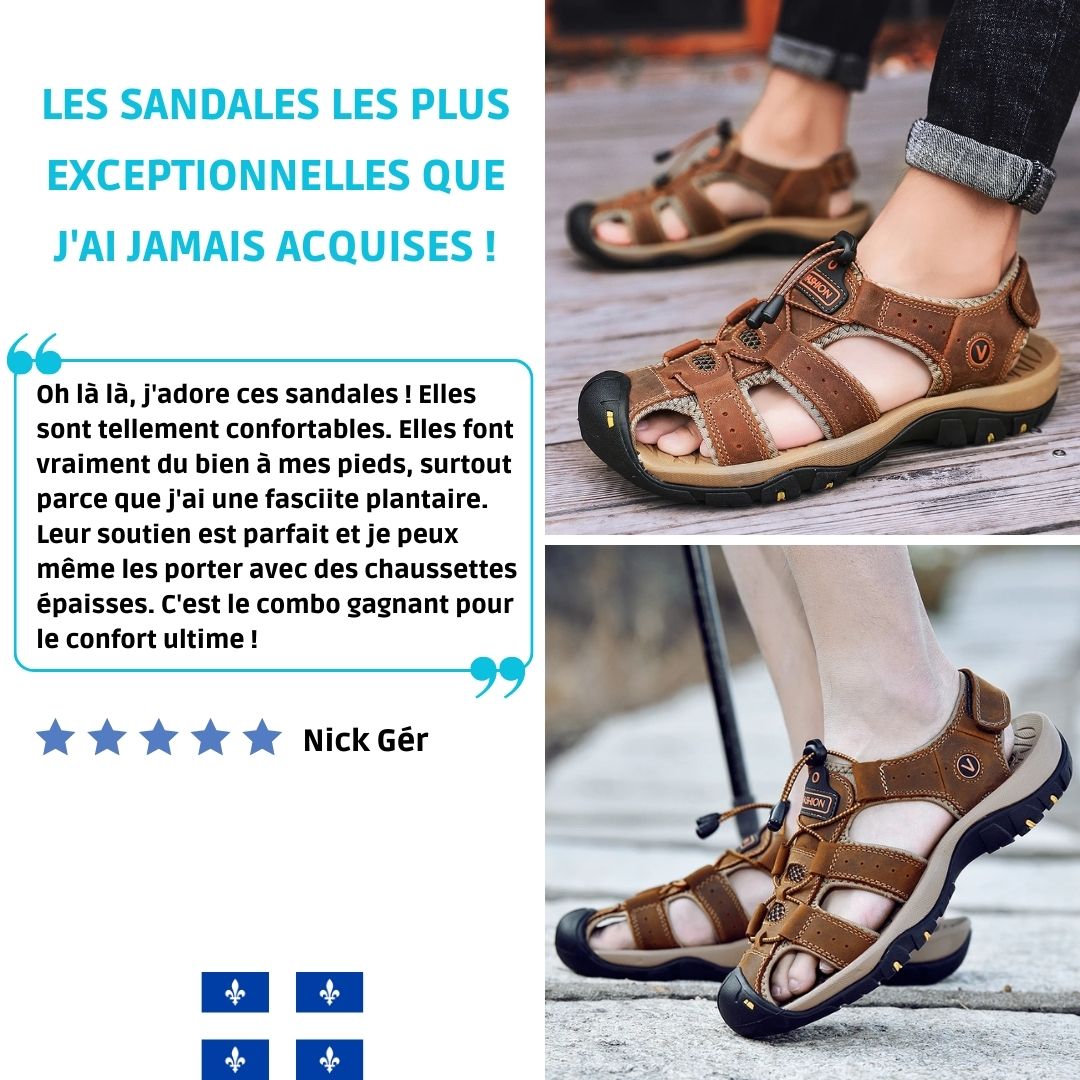 LES SANDALES LES PLUS
EXCEPTIONNELLES QUE
J'AI JAMAIS ACQUISES !
Oh là là, j'adore ces sandales ! Elles
sont tellement confortables. Elles font
vraiment du bien à mes pieds, surtout
parce que j'ai une fasciite plantaire.
Leur soutien est parfait et je peux
même les porter avec des chaussettes
épaisses. C'est le combo gagnant pour
le confort ultime !
Nick Gér
FASHION
V
FASHION
V